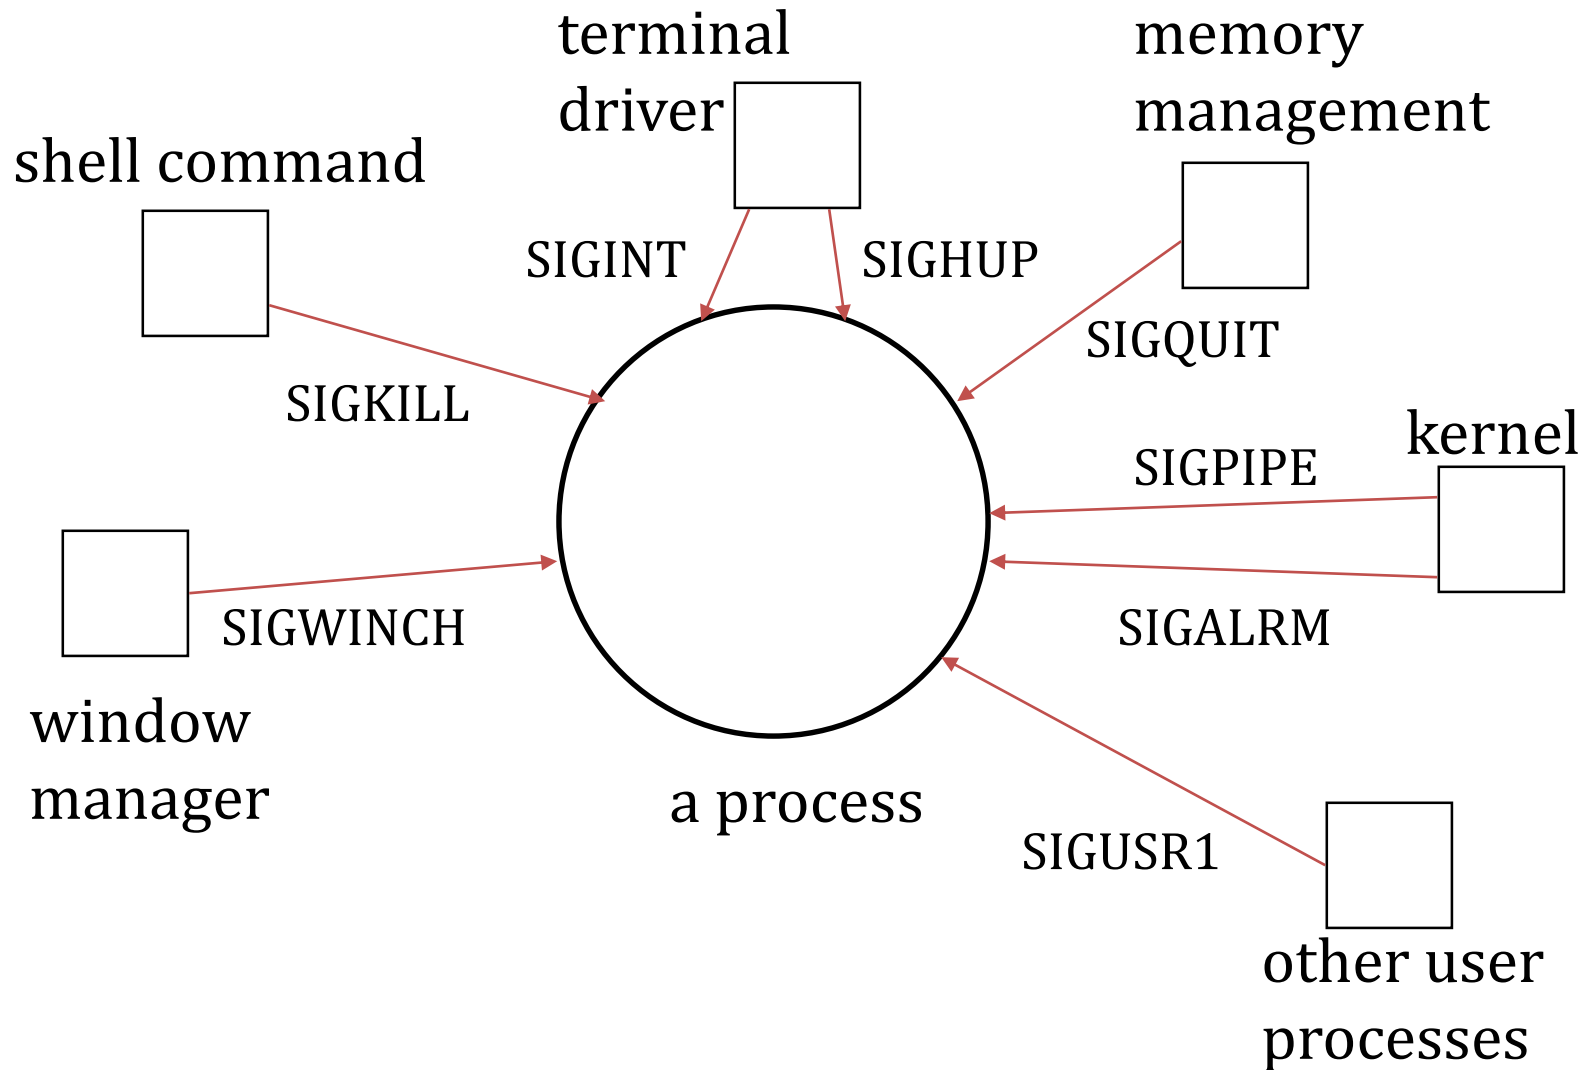 terminal
driver
memory
management
shell command
SIGINT
SIGHUP
SIGQUIT
SIGKILL
kernel
SIGPIPE
SIGWINCH
SIGALRM
window
manager
a process
SIGUSR1
other user
processes